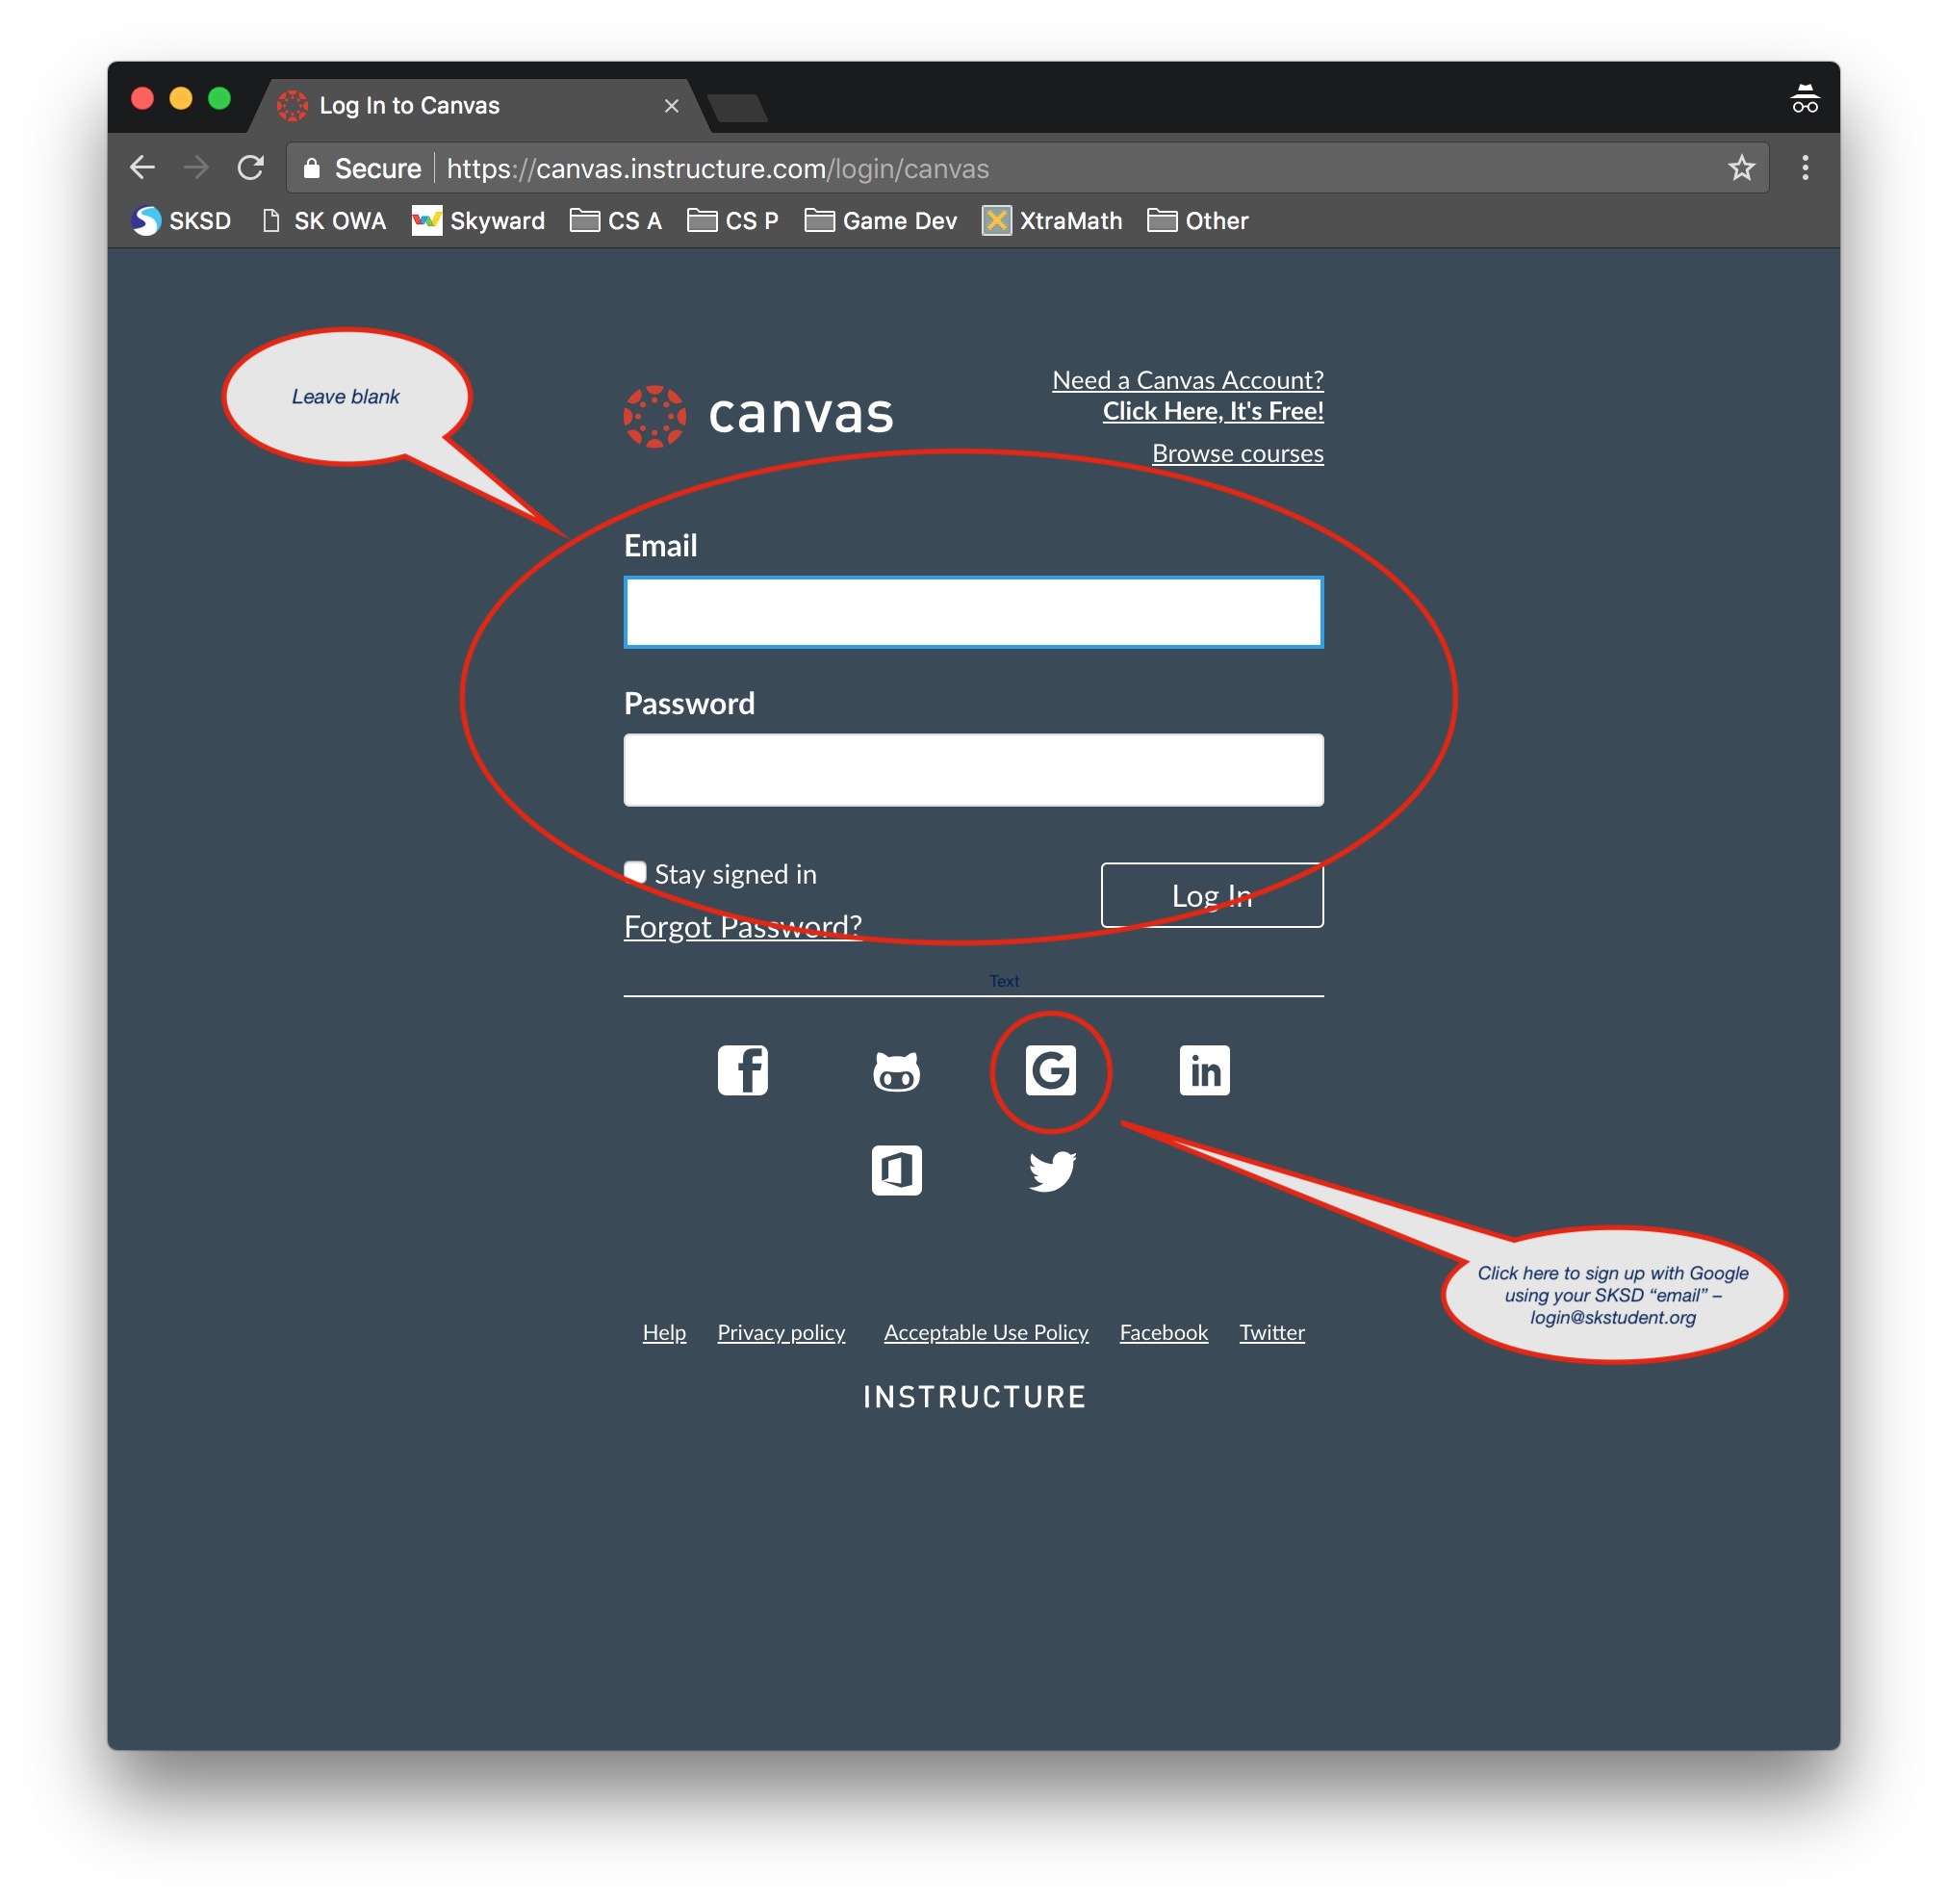 Log In to Canvas
Secure https://canvas.instructure.com/login/canvas
SKSD SK OWA Skyward CS A CS P Game Dev XtraMath Other
Leave blank
canvas
Need a Canvas Account?
Click Here, It's Free!
Browse courses
Email
Password
Stay signed in
Log In
Forgot Password?
Text
Click here to sign up with Google
using your SKSD “email” –
login@skstudent.org
Help Privacy policy Acceptable Use Policy Facebook Twitter
INSTRUCTURE